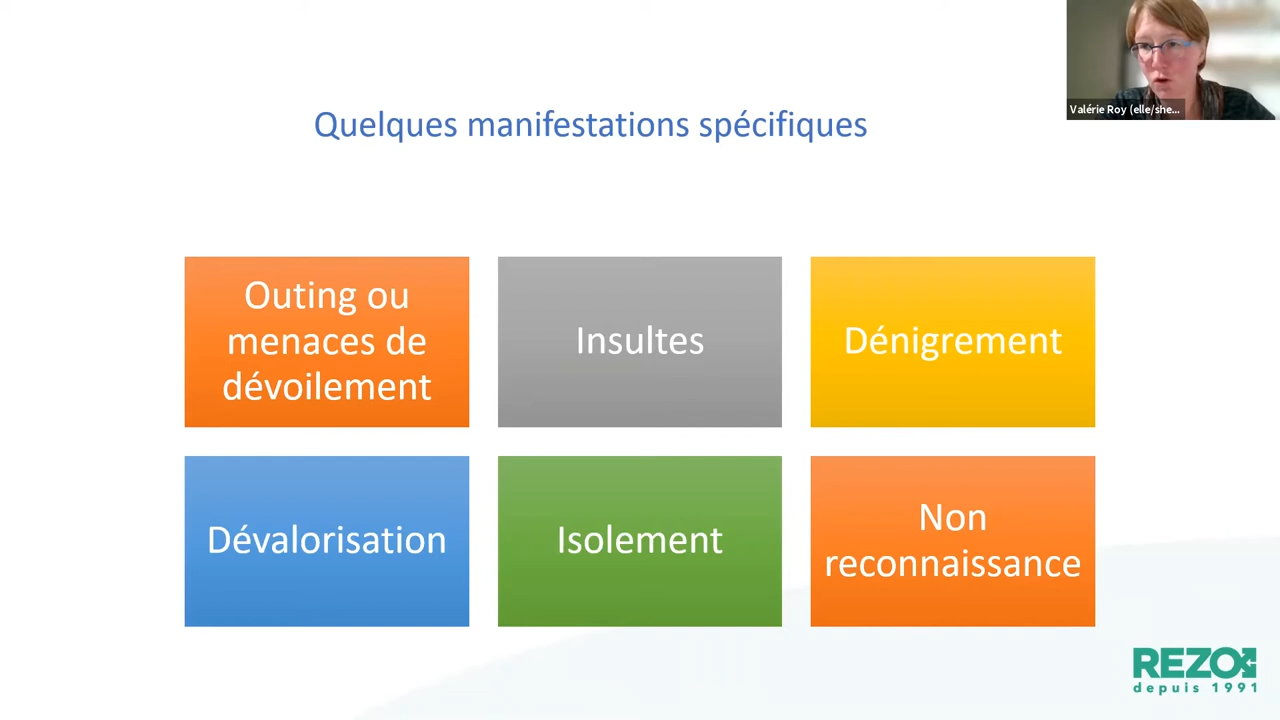 Valérie Roy (elle/she...
Quelques manifestations spécifiques
Outing ou
menaces de
dévoilement
Insultes
Dénigrement
Dévalorisation
Isolement
Non
reconnaissance
REZO
depuis 1991